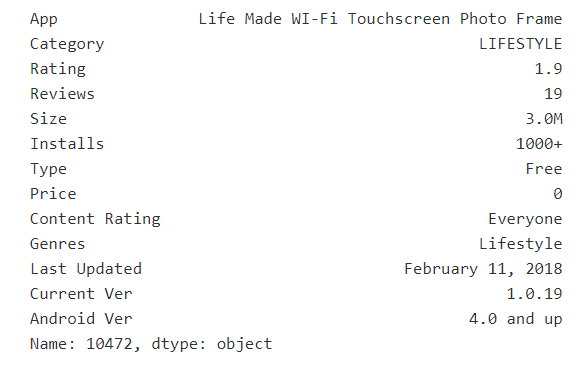 App Life Made WI-Fi Touchscreen Photo Frame
Category LIFESTYLE
Rating 1.9
Reviews 19
Size 3.0M
Installs 1000+
Type Free
Price 0
Content Rating Everyone
Genres Lifestyle
Last Updated February 11, 2018
Current Ver 1.0.19
Android Ver 4.0 and up
Name: 10472, dtype: object